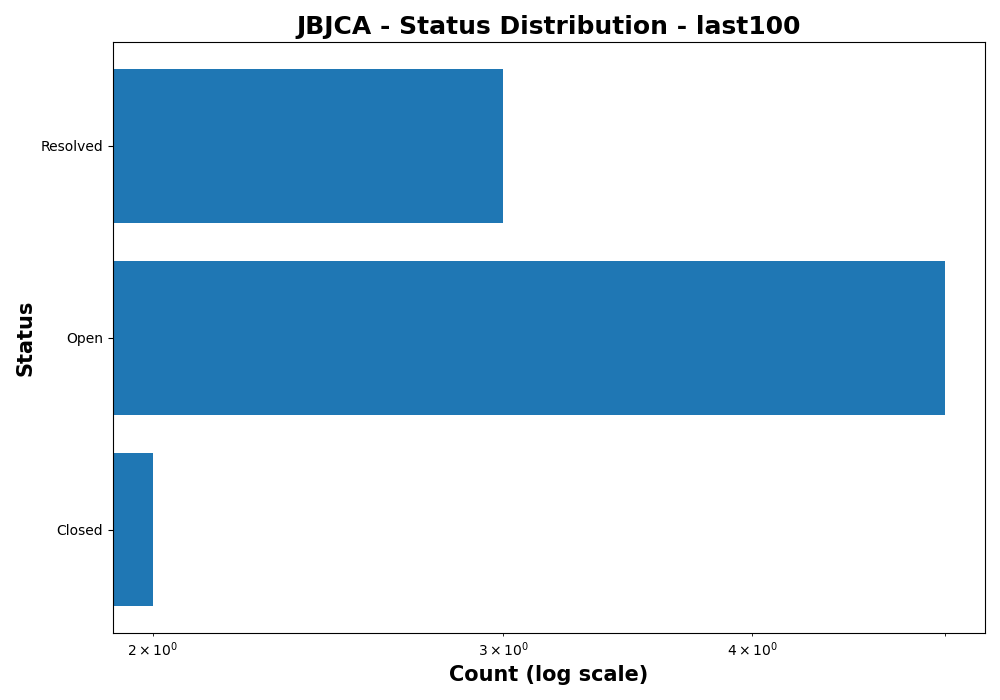 JBJCA - Status Distribution - last100
Status
Resolved
Open
Closed
2 × 10⁰ 3 × 10⁰ 4 × 10⁰
Count (log scale)